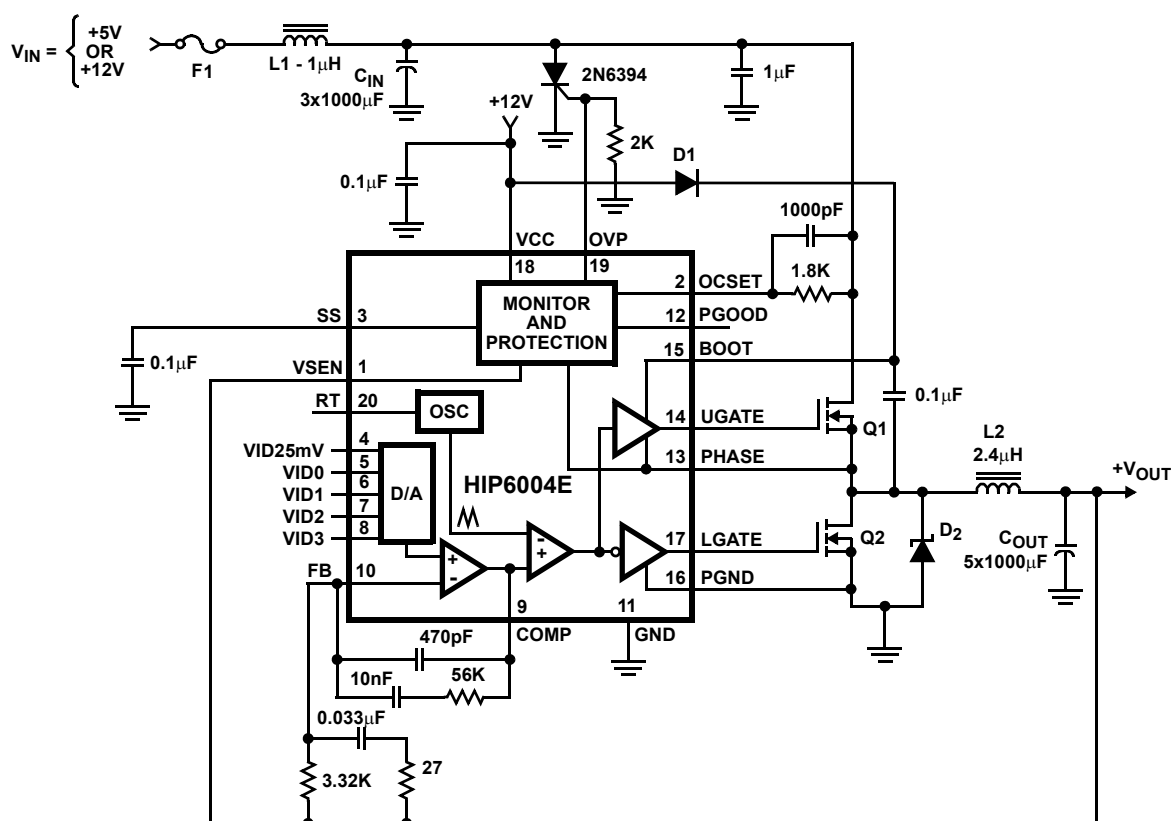 V_IN =
+5V
OR
+12V
F1
L1 - 1μH
C_IN
3x1000μF
2N6394
1μF
+12V
2K
0.1μF
D1
1000pF
VCC
OVP
18
19
2
OCSET
1.8K
MONITOR
AND
PROTECTION
SS
3
12
PGOOD
0.1μF
15
BOOT
VSEN
1
0.1μF
RT
20
OSC
14
UGATE
Q1
L2
2.4μH
+V_OUT
VID25mV
4
13
PHASE
VID0
5
VID1
6
VID2
7
VID3
8
D/A
HIP6004E
+
-
-
+
17
LGATE
Q2
D_2
C_OUT
5x1000μF
FB
10
16
PGND
9
11
COMP
GND
470pF
10nF
56K
0.033μF
3.32K
27